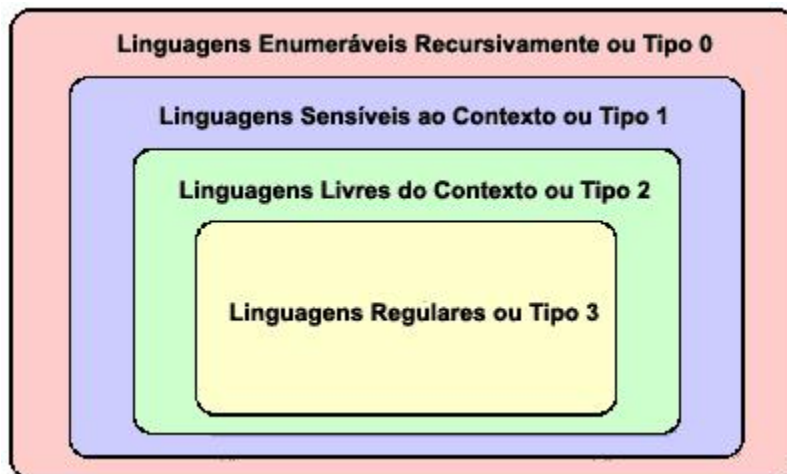 Linguagens Enumeráveis Recursivamente ou Tipo 0
Linguagens Sensíveis ao Contexto ou Tipo 1
Linguagens Livres do Contexto ou Tipo 2
Linguagens Regulares ou Tipo 3